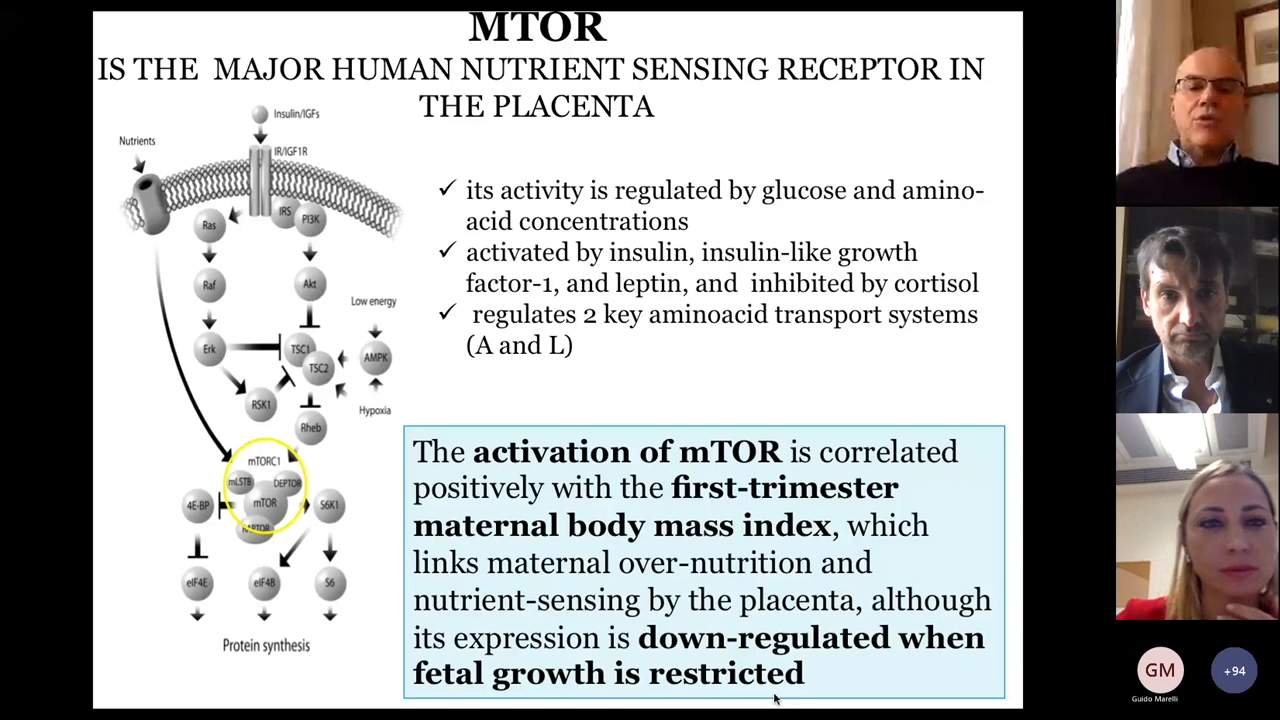 MTOR
IS THE MAJOR HUMAN NUTRIENT SENSING RECEPTOR IN
THE PLACENTA
Insulin/IGFs
Nutrients
IR/IGF1R
IRS
PI3K
Ras
Raf
Akt
Low energy
Erk
TSC1
TSC2
AMPK
RSK1
Hypoxia
Rheb
mTORC1
mLST8
DEPTOR
4E-BP
mTOR
S6K1
RAPTOR
eIF4E
eIF4B
S6
Protein synthesis
✓ its activity is regulated by glucose and amino-
acid concentrations
✓ activated by insulin, insulin-like growth
factor-1, and leptin, and inhibited by cortisol
✓ regulates 2 key aminoacid transport systems
(A and L)
The activation of mTOR is correlated
positively with the first-trimester
maternal body mass index, which
links maternal over-nutrition and
nutrient-sensing by the placenta, although
its expression is down-regulated when
fetal growth is restricted
GM
+94
Guido Marelli